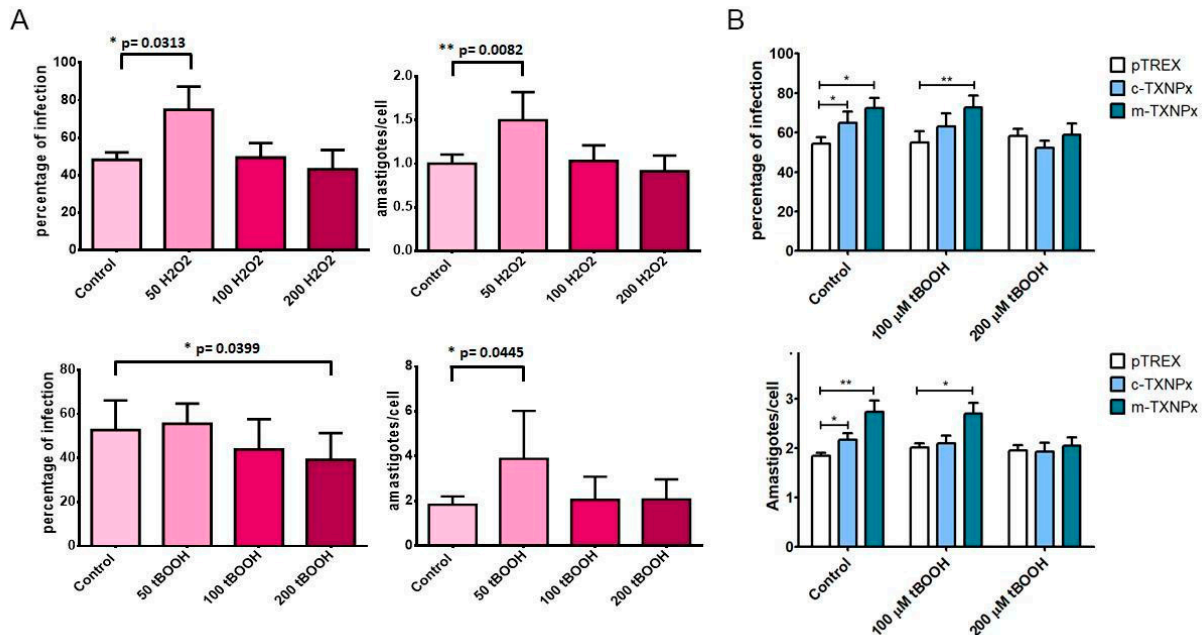 A
* p= 0.0313
percentage of infection
100
80
60
40
20
0
Control
50 H2O2
100 H2O2
200 H2O2
** p= 0.0082
amastigotes/cell
2.0
1.5
1.0
0.5
0.0
Control
50 H2O2
100 H2O2
200 H2O2
* p= 0.0399
percentage of infection
80
60
40
20
0
Control
50 tBOOH
100 tBOOH
200 tBOOH
* p= 0.0445
amastigotes/cell
8
6
4
2
0
Control
50 tBOOH
100 tBOOH
200 tBOOH
B
percentage of infection
100
80
60
40
20
0
*
*
**
Control
100 µM tBOOH
200 µM tBOOH
pTREX
c-TXNPx
m-TXNPx
Amastigotes/cell
3
2
1
0
**
*
*
Control
100 µM tBOOH
200 µM tBOOH
pTREX
c-TXNPx
m-TXNPx